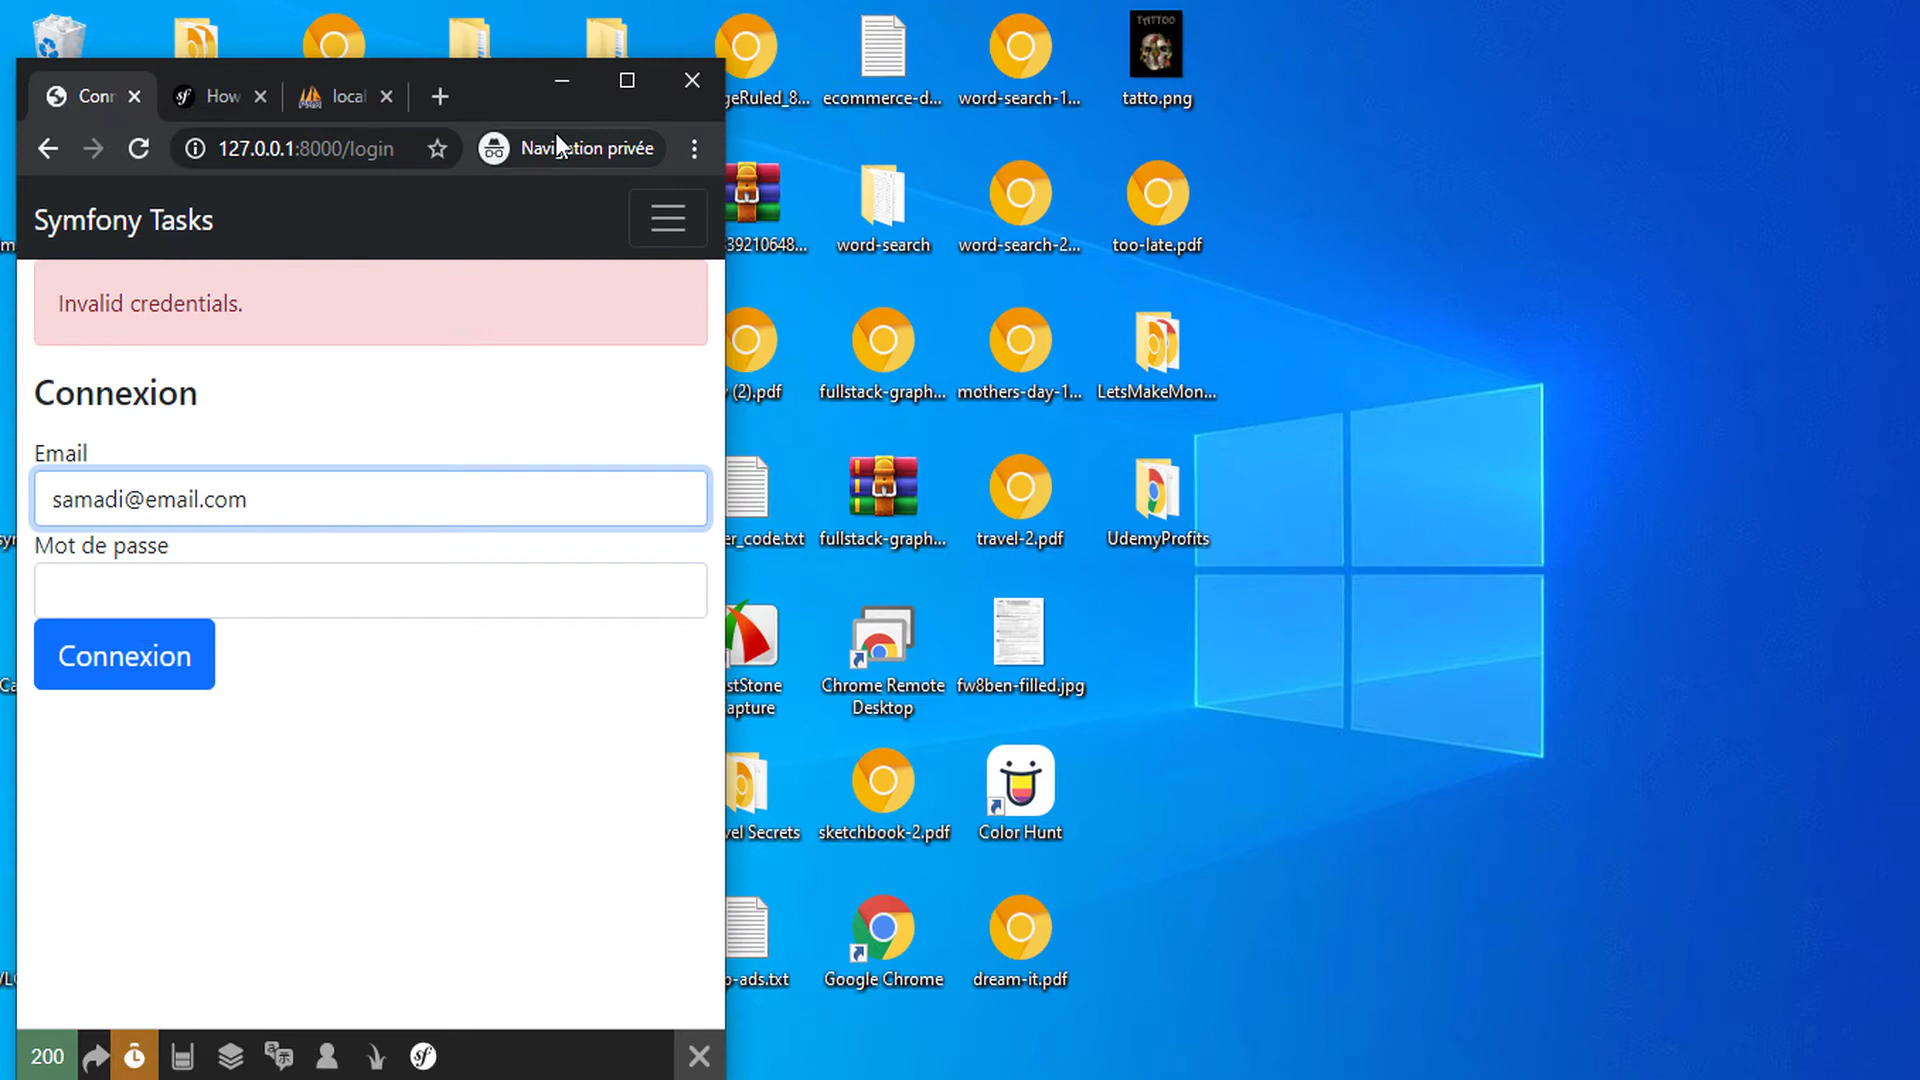 Conn
How
local
127.0.0.1:8000/login
Navigation privée
Symfony Tasks
Invalid credentials.
Connexion
Email
samadi@email.com
Mot de passe
Connexion
200
geRuled_8...
ecommerce-d...
word-search-1...
TATTOO
tatto.png
39210648...
word-search
word-search-2...
too-late.pdf
(2).pdf
fullstack-graph...
mothers-day-1...
LetsMakeMon...
er_code.txt
fullstack-graph...
travel-2.pdf
UdemyProfits
stStone
apture
Chrome Remote
Desktop
fw8ben-filled.jpg
vel Secrets
sketchbook-2.pdf
Color Hunt
p-ads.txt
Google Chrome
dream-it.pdf